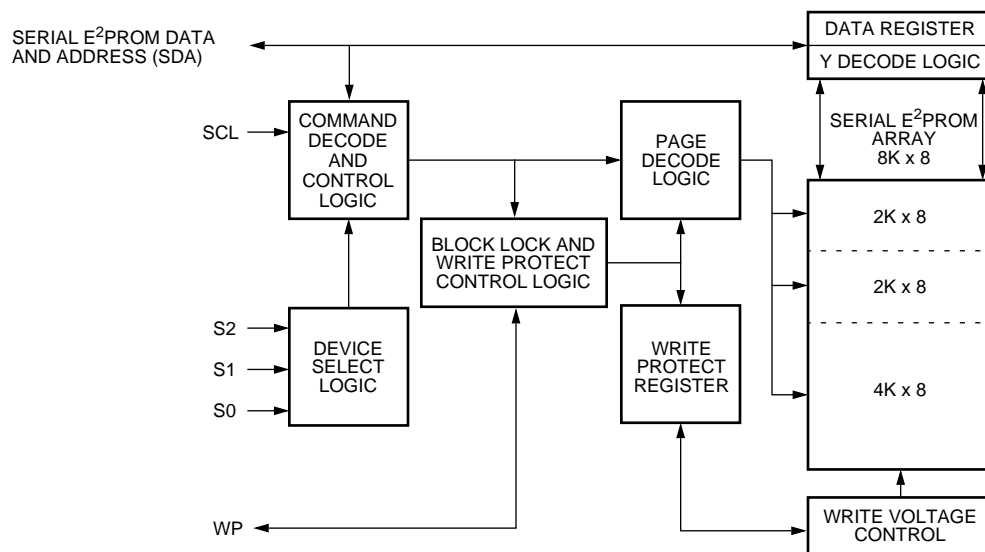 SERIAL E²PROM DATA
AND ADDRESS (SDA)
DATA REGISTER
Y DECODE LOGIC
SCL
COMMAND
DECODE
AND
CONTROL
LOGIC
PAGE
DECODE
LOGIC
SERIAL E²PROM
ARRAY
8K x 8
2K x 8
BLOCK LOCK AND
WRITE PROTECT
CONTROL LOGIC
2K x 8
S2
S1
S0
DEVICE
SELECT
LOGIC
WRITE
PROTECT
REGISTER
4K x 8
WP
WRITE VOLTAGE
CONTROL